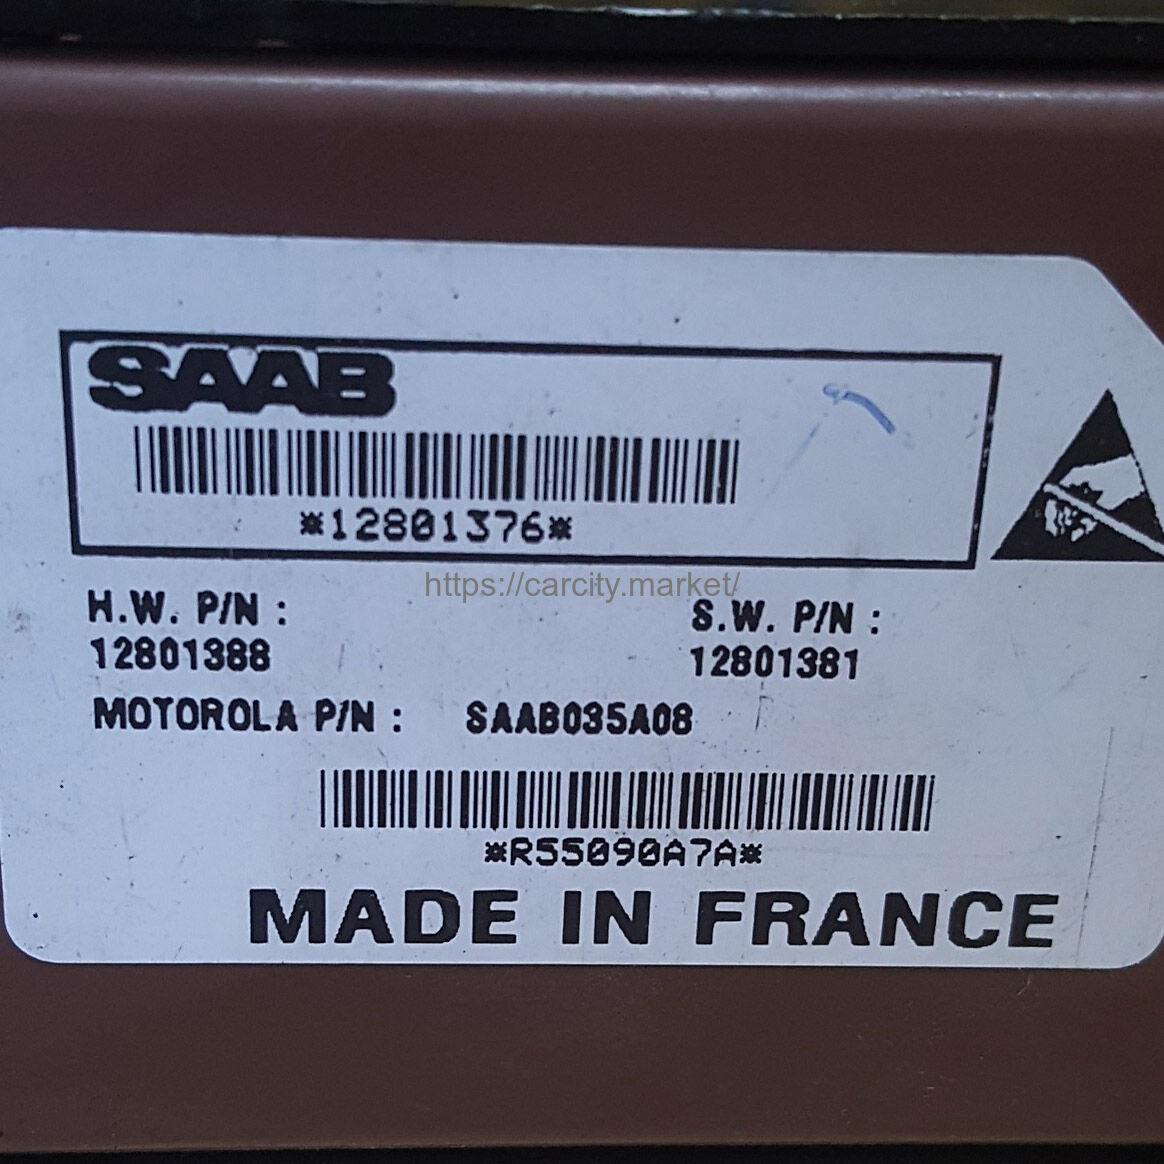 SAAB
*12801376*
https://carcity.market/
H.W. P/N :
12801388
S.W. P/N :
12801381
MOTOROLA P/N : SAAB035A08
*R55090A7A*
MADE IN FRANCE